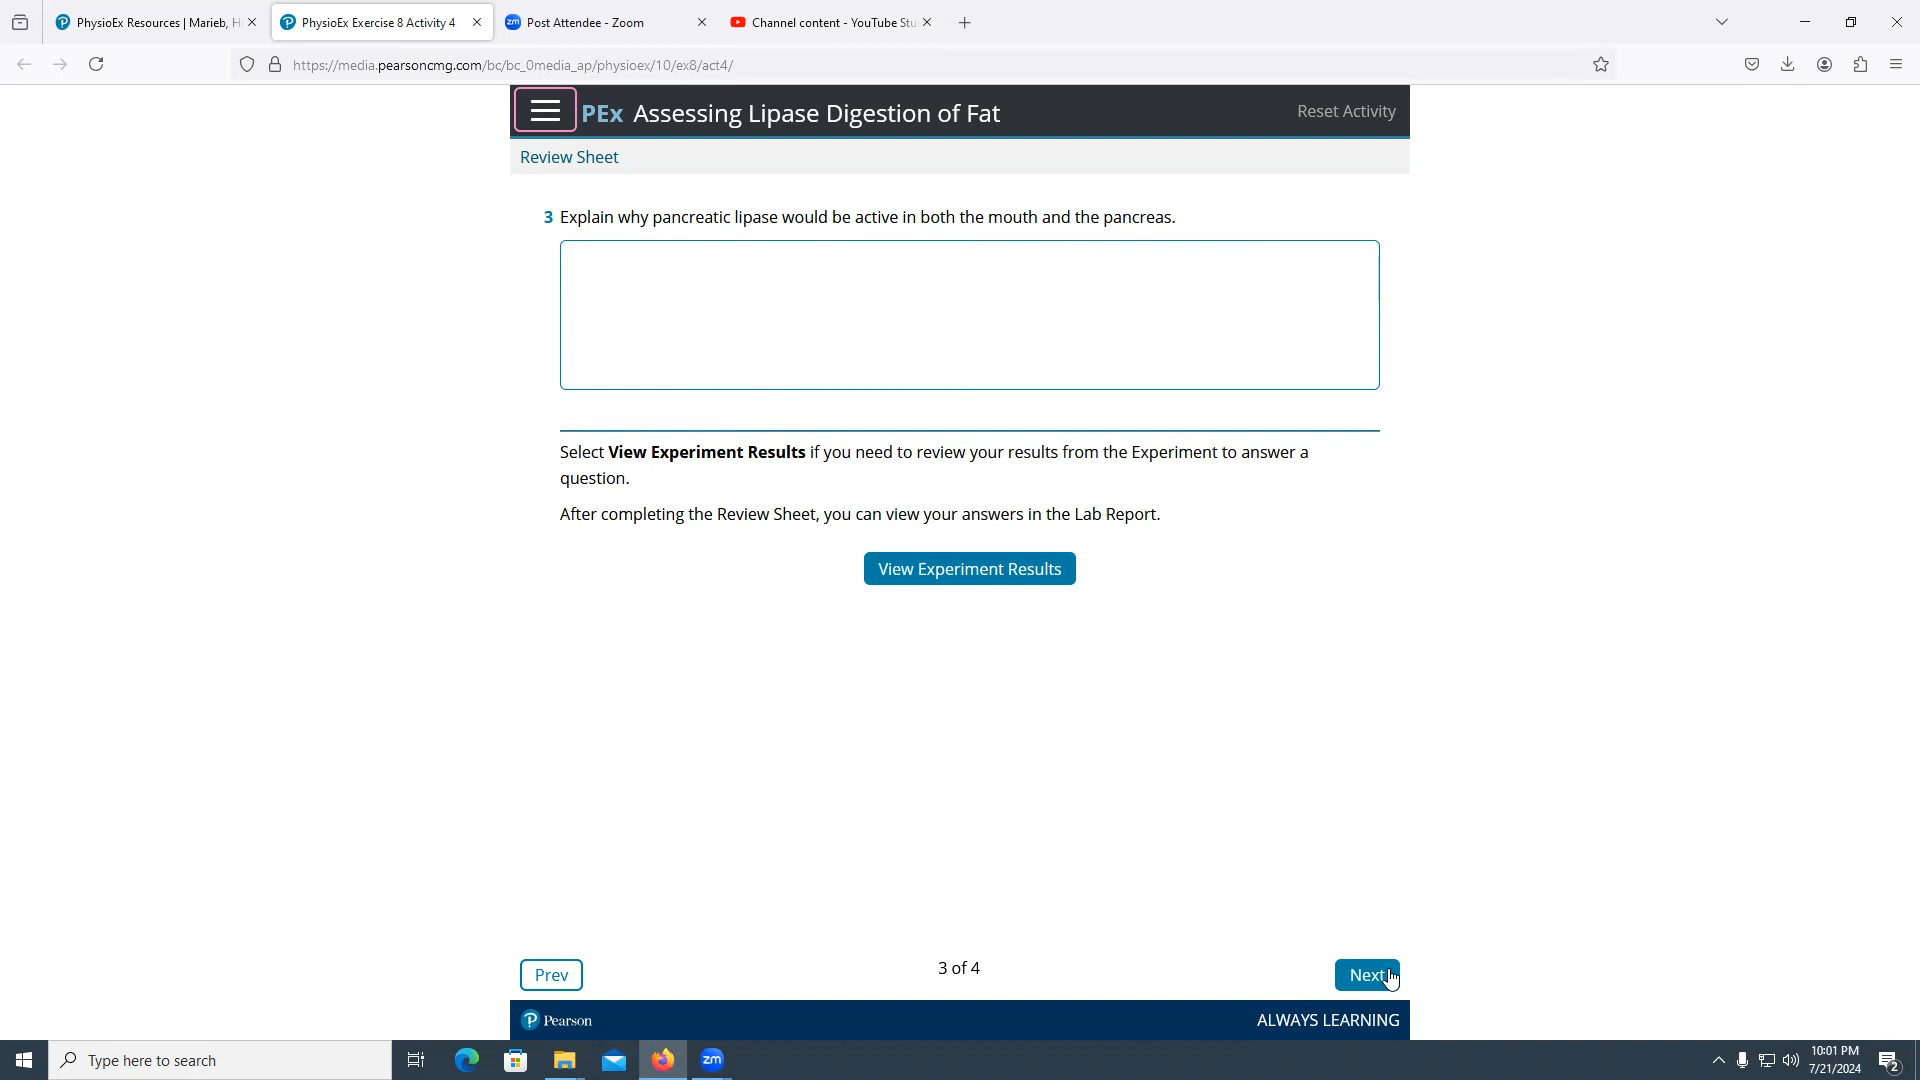 PhysioEx Resources | Marieb, H
PhysioEx Exercise 8 Activity 4
zm Post Attendee - Zoom
Channel content - YouTube Stu
https://media.pearsoncmg.com/bc/bc_0media_ap/physioex/10/ex8/act4/
PEx Assessing Lipase Digestion of Fat
Reset Activity
Review Sheet
3 Explain why pancreatic lipase would be active in both the mouth and the pancreas.
Select View Experiment Results if you need to review your results from the Experiment to answer a
question.
After completing the Review Sheet, you can view your answers in the Lab Report.
View Experiment Results
Prev
3 of 4
Next
P Pearson
ALWAYS LEARNING
Type here to search
zm
10:01 PM
7/21/2024
2